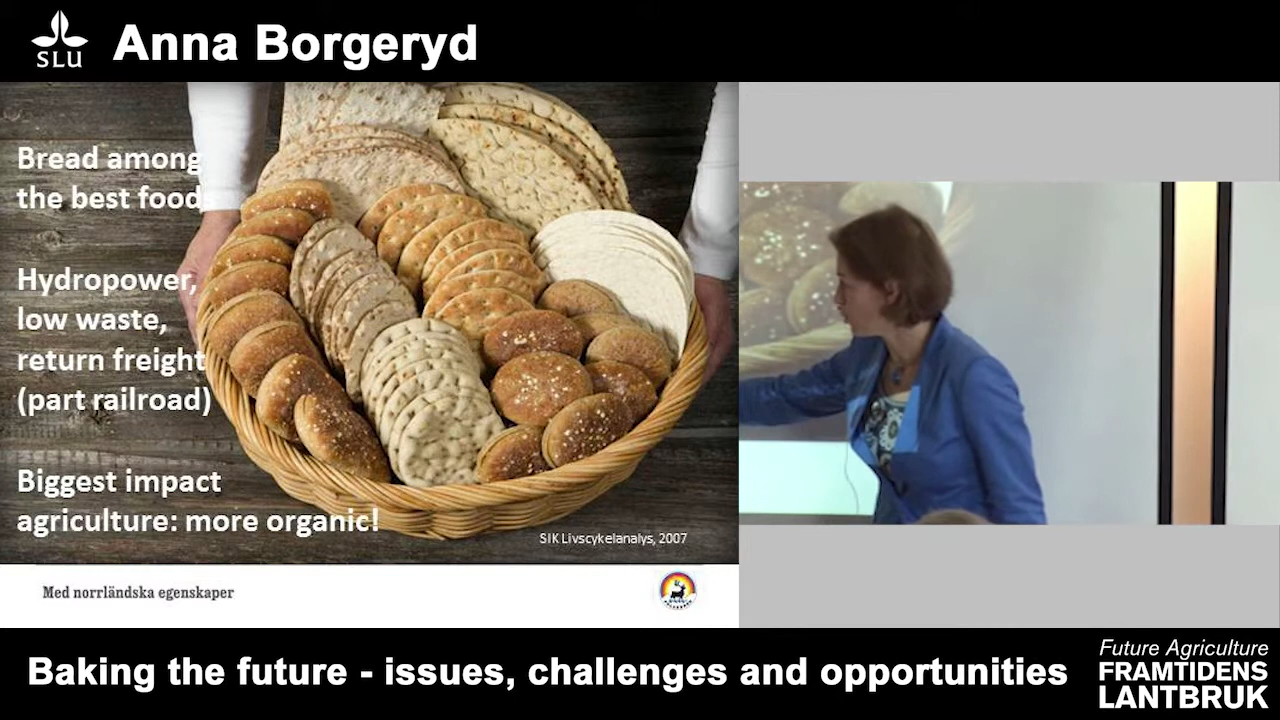 SLU
Anna Borgeryd
Bread among
the best foods
Hydropower,
low waste,
return freight
(part railroad)
Biggest impact
agriculture: more organic!
SIK Livscykelanalys, 2007
Med norrländska egenskaper
Baking the future - issues, challenges and opportunities
Future Agriculture
FRAMTIDENS
LANTBRUK